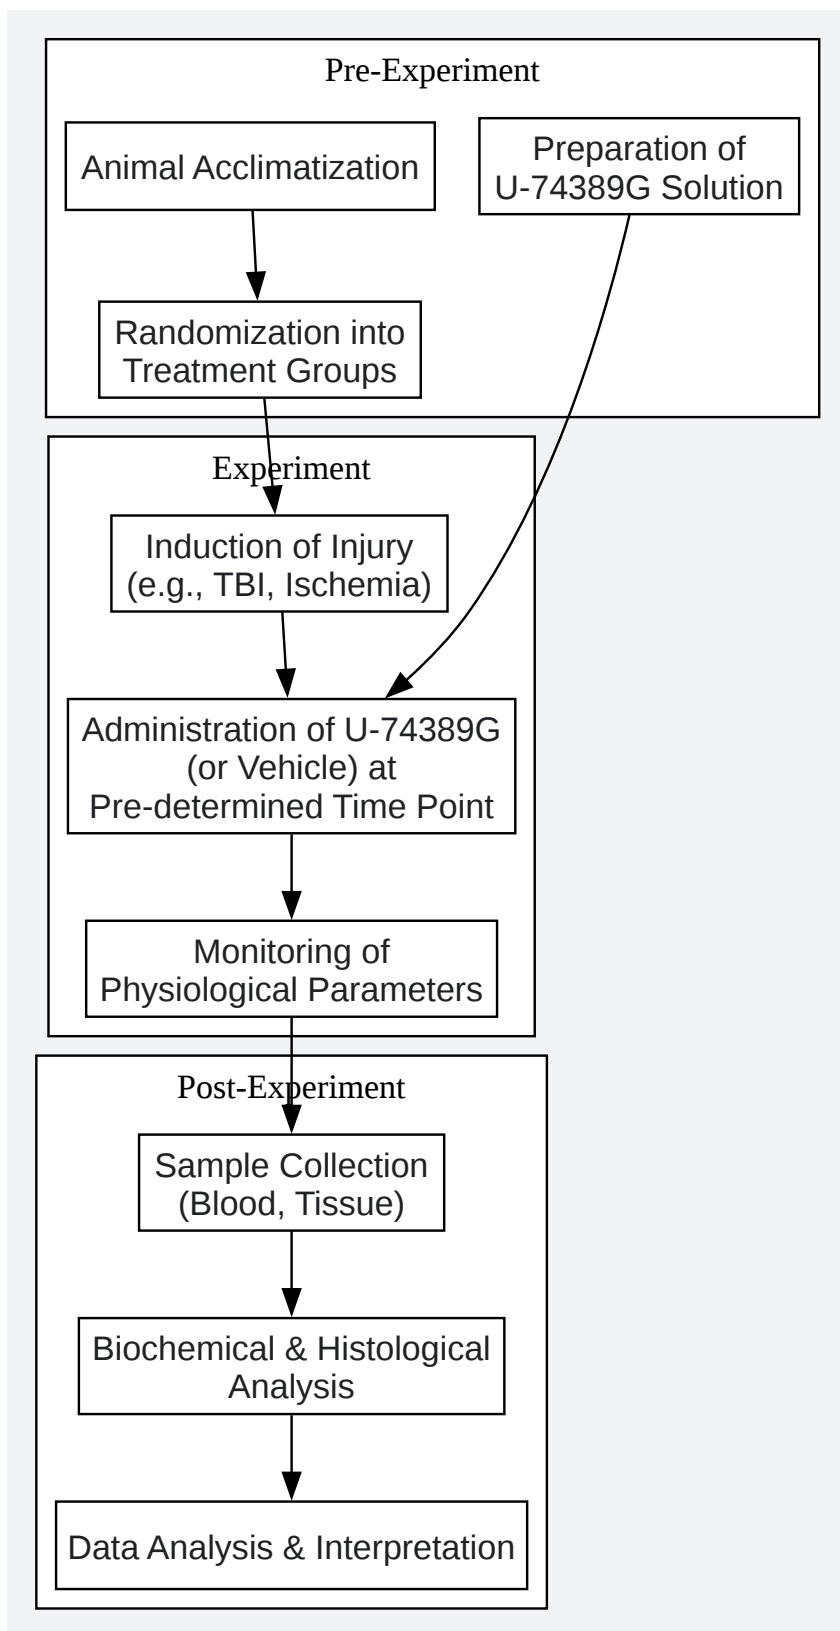 Pre-Experiment
Animal Acclimatization
Preparation of
U-74389G Solution
Randomization into
Treatment Groups
Experiment
Induction of Injury
(e.g., TBI, Ischemia)
Administration of U-74389G
(or Vehicle) at
Pre-determined Time Point
Monitoring of
Physiological Parameters
Post-Experiment
Sample Collection
(Blood, Tissue)
Biochemical & Histological
Analysis
Data Analysis & Interpretation